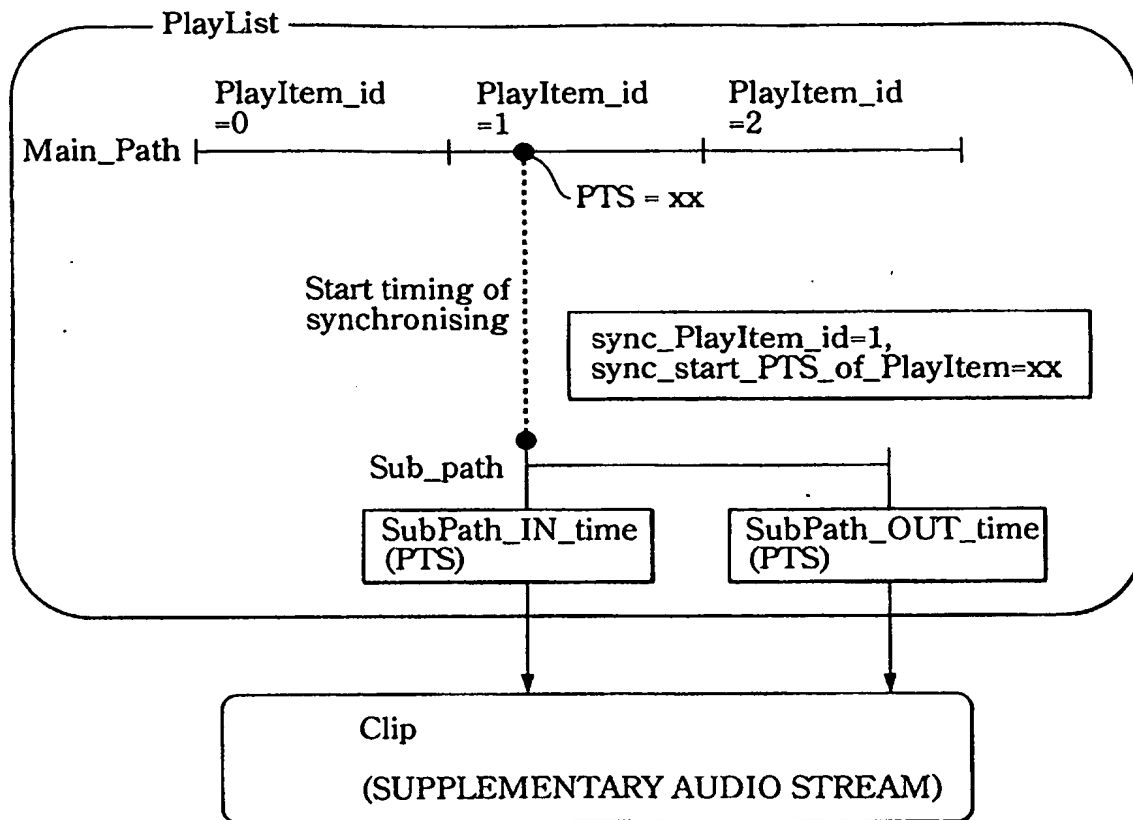 PlayList
PlayItem_id
=0
PlayItem_id
=1
PlayItem_id
=2
Main_Path
PTS = xx
Start timing of
synchronising
sync_PlayItem_id=1,
sync_start_PTS_of_PlayItem=xx
Sub_path
SubPath_IN_time
(PTS)
SubPath_OUT_time
(PTS)
Clip
(SUPPLEMENTARY AUDIO STREAM)